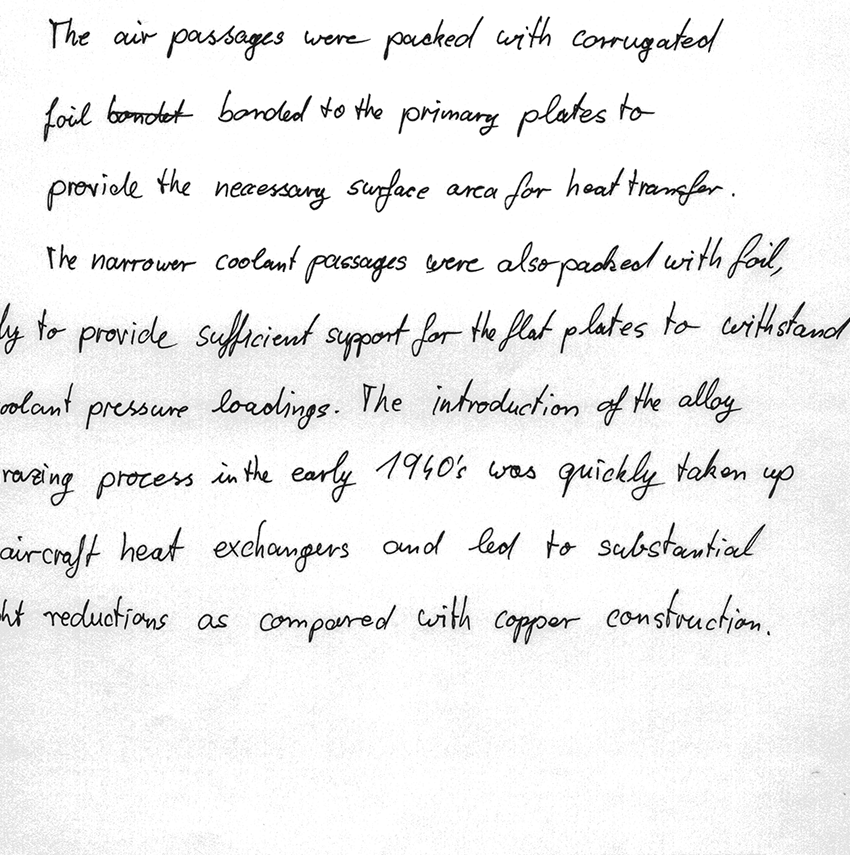 The air passages were packed with corrugated
foil bondet bonded to the primary plates to
provide the necessary surface area for heat transfer.
The narrower coolant passages were also packed with foil,
ly to provide sufficient support for the flat plates to withstand
oolant pressure loadings. The introduction of the alloy
razing process in the early 1940's was quickly taken up
aircraft heat exchangers and led to substantial
ht reductions as compared with copper construction.